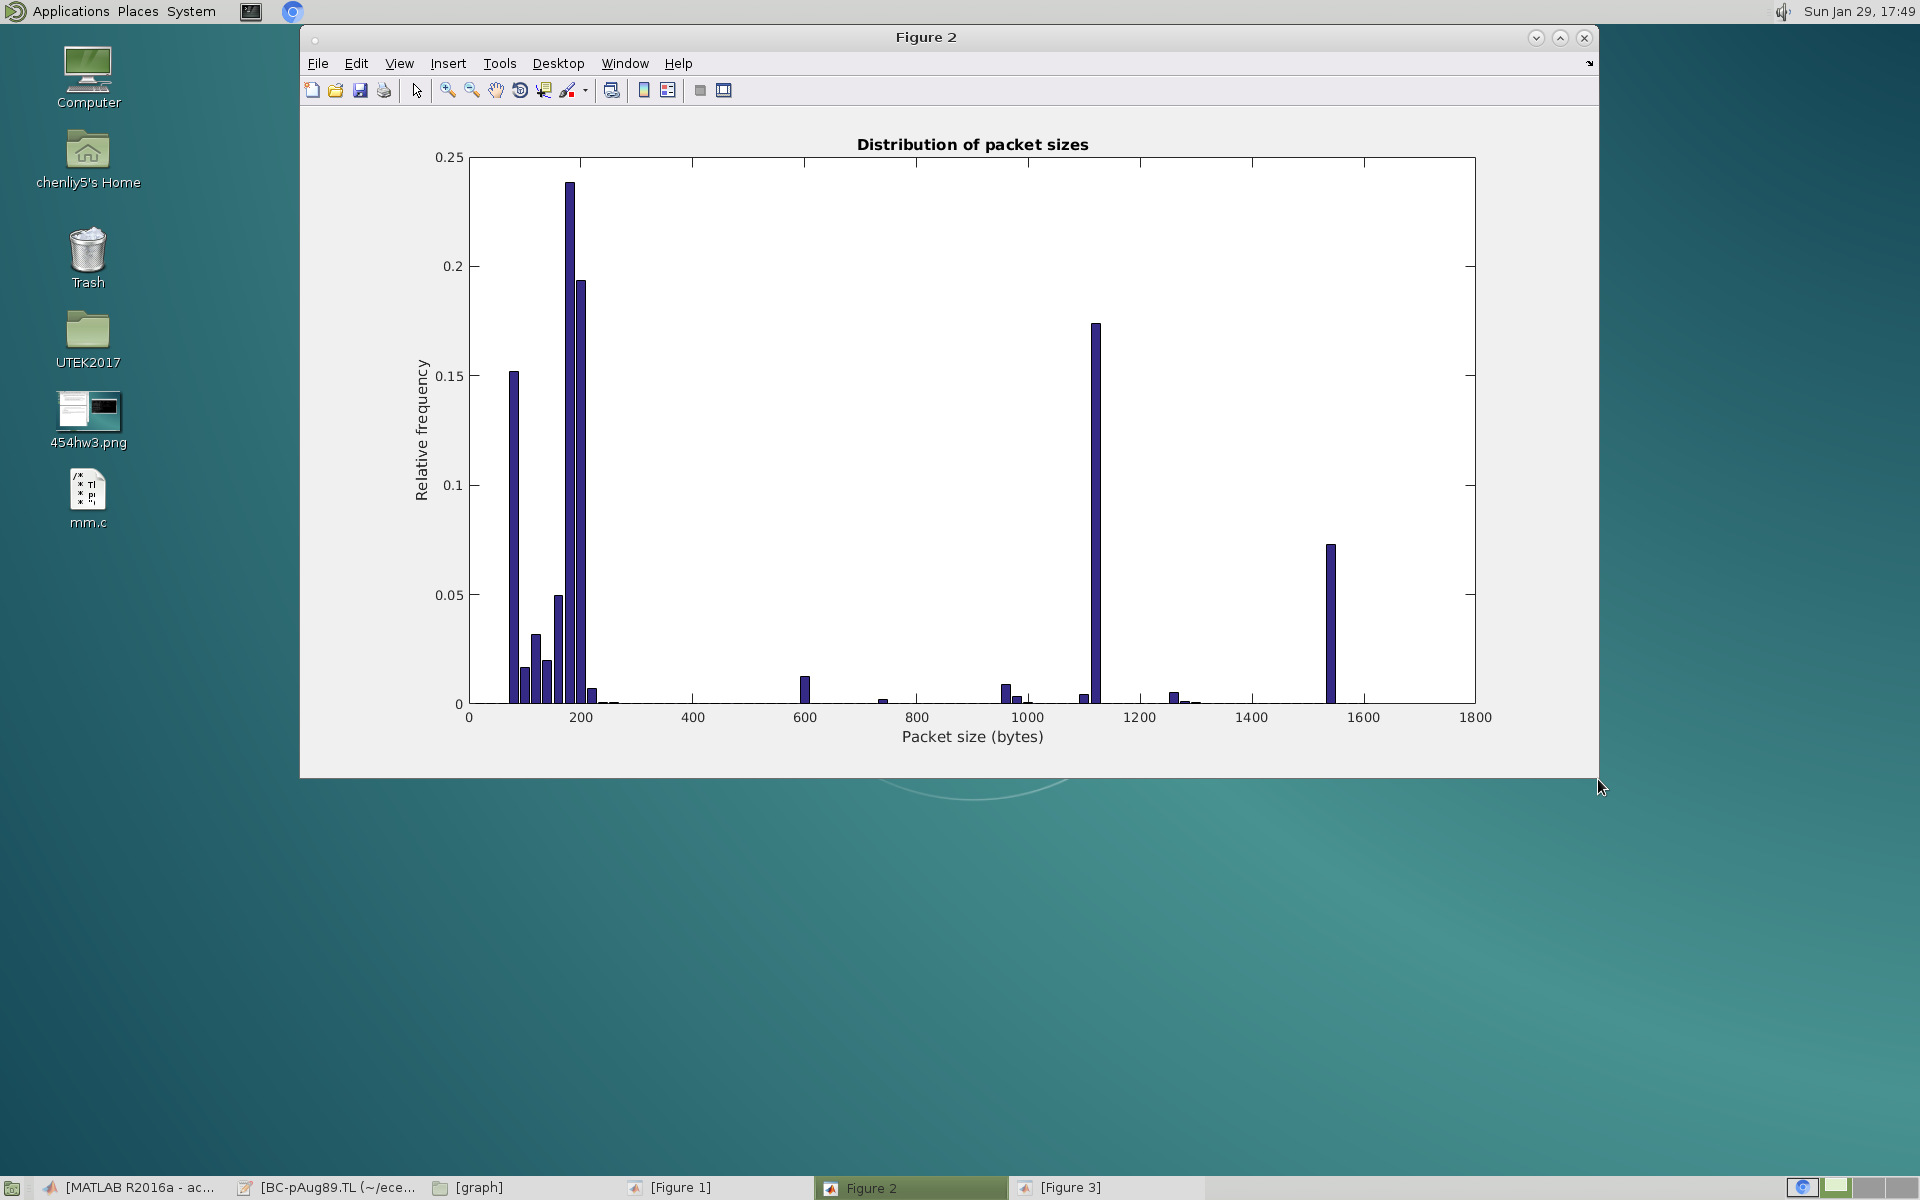 Applications Places System
Sun Jan 29, 17:49
Computer
chenliy5's Home
Trash
UTEK2017
454hw3.png
/*
* Tl
* pı
*
mm.c
Figure 2
File Edit View Insert Tools Desktop Window Help
Distribution of packet sizes
0.25
0.2
0.15
0.1
0.05
0
Relative frequency
0 200 400 600 800 1000 1200 1400 1600 1800
Packet size (bytes)
[MATLAB R2016a - ac... [BC-pAug89.TL (~/ece... [graph] [Figure 1] Figure 2 [Figure 3]